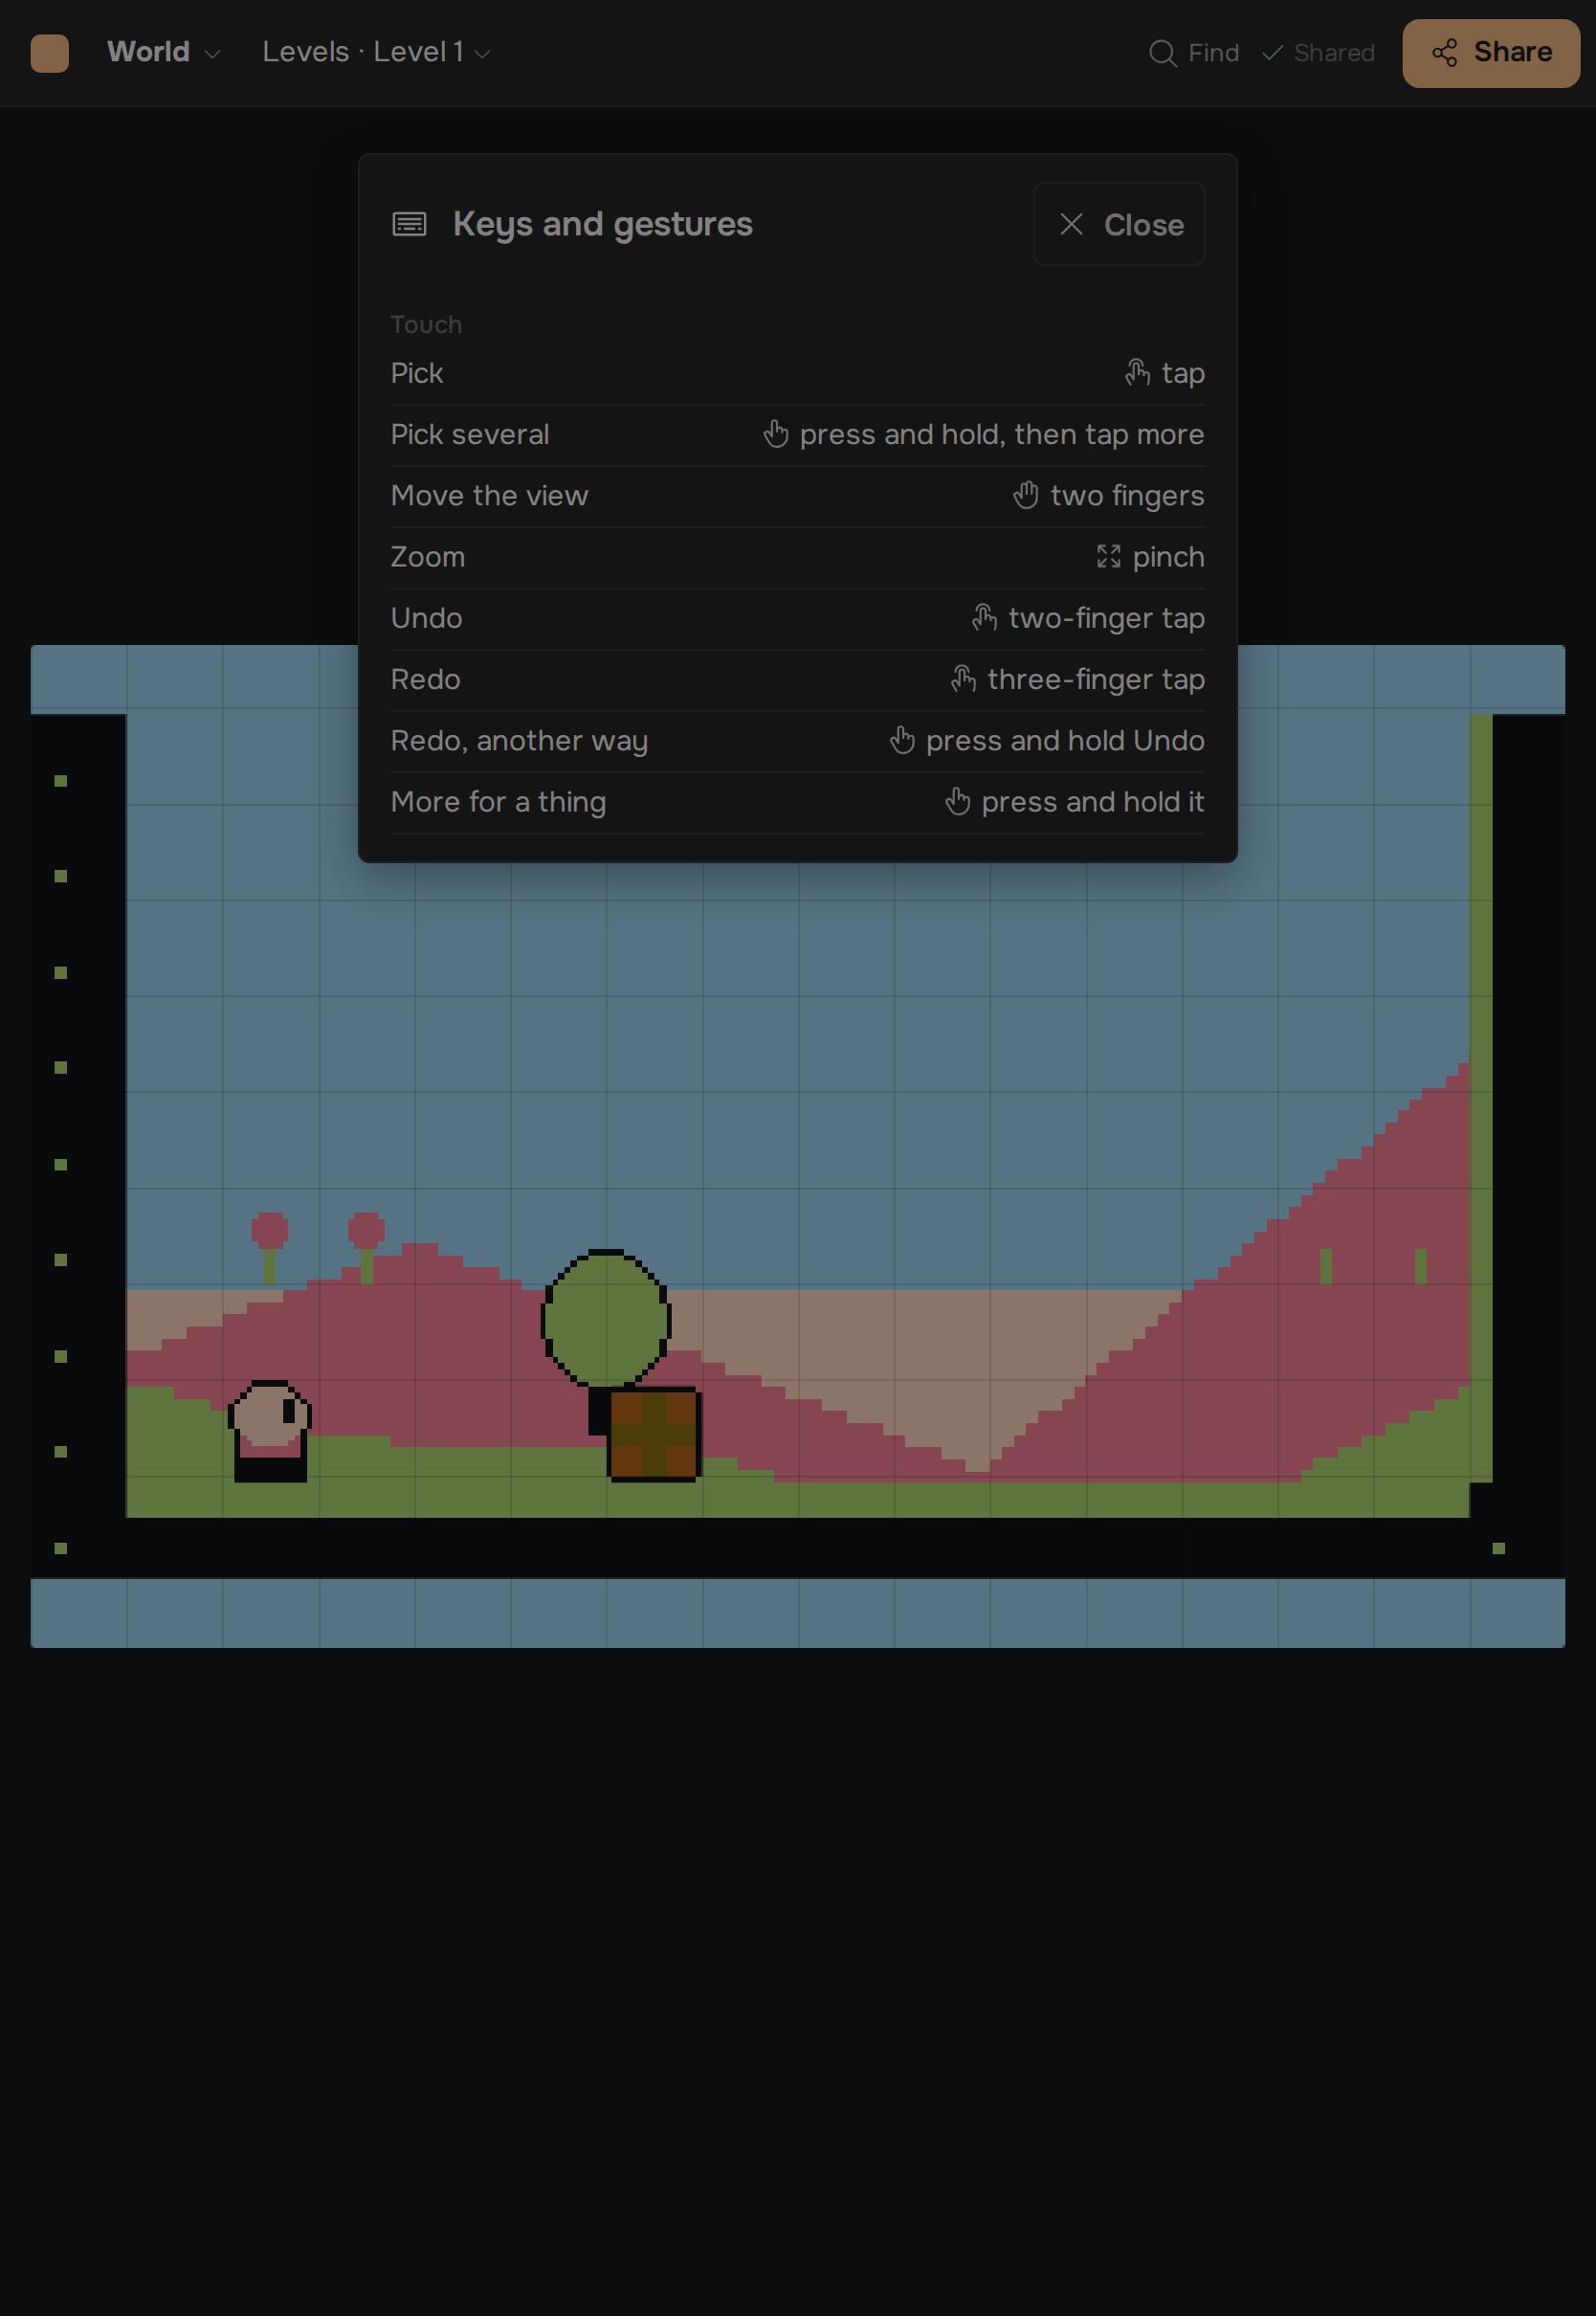 World
Levels · Level 1
Find
Shared
Share
Keys and gestures
Close
Touch
Pick
tap
Pick several
press and hold, then tap more
Move the view
two fingers
Zoom
pinch
Undo
two-finger tap
Redo
three-finger tap
Redo, another way
press and hold Undo
More for a thing
press and hold it